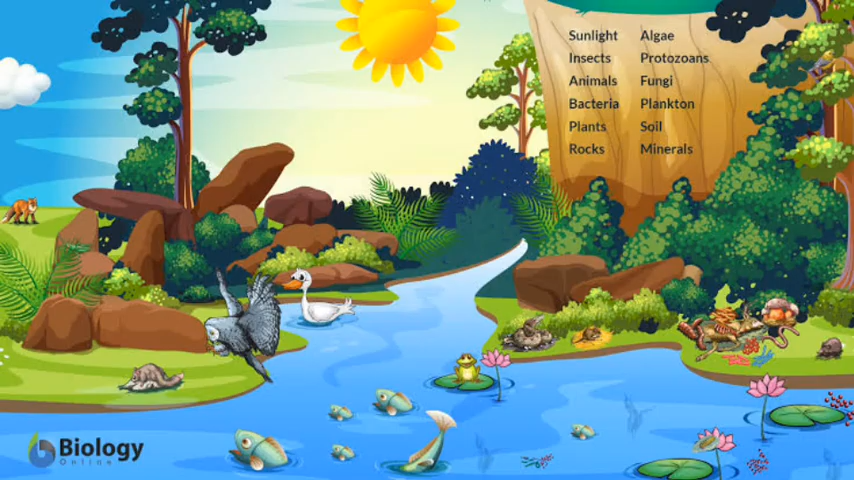 Sunlight Algae
Insects Protozoans
Animals Fungi
Bacteria Plankton
Plants Soil
Rocks Minerals
Biology
Online